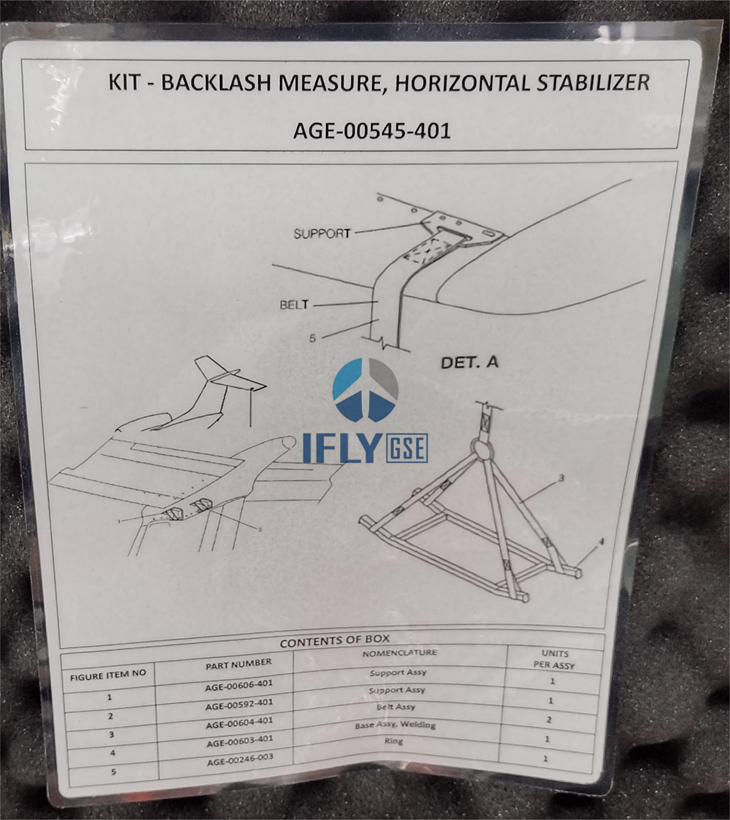 KIT - BACKLASH MEASURE, HORIZONTAL STABILIZER
AGE-00545-401
SUPPORT
BELT
5
DET. A
IFLY GSE
3
4
CONTENTS OF BOX
FIGURE ITEM NO PART NUMBER NOMENCLATURE UNITS PER ASSY
1 AGE-00606-401 Support Assy 1
2 AGE-00592-401 Support Assy 1
3 AGE-00604-401 Belt Assy 2
4 AGE-00603-401 Base Assy, Welding 1
5 AGE-00246-003 Ring 1